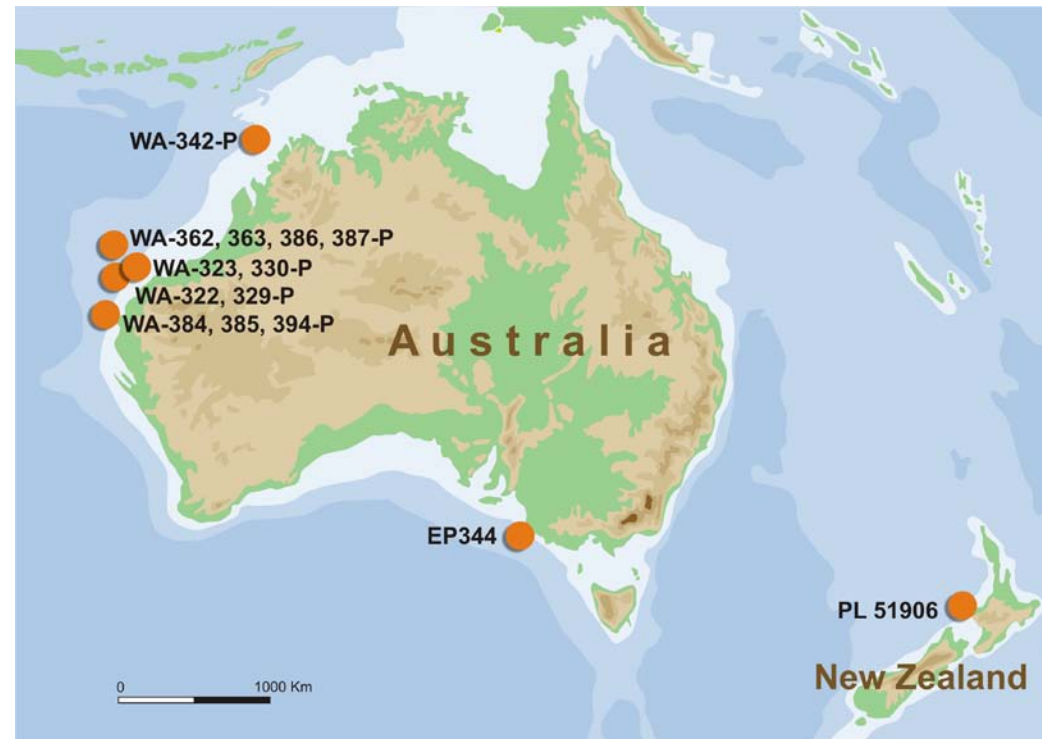 WA-342-P
WA-362, 363, 386, 387-P
WA-323, 330-P
WA-322, 329-P
WA-384, 385, 394-P
Australia
EP344
PL 51906
New Zealand
0 1000 Km